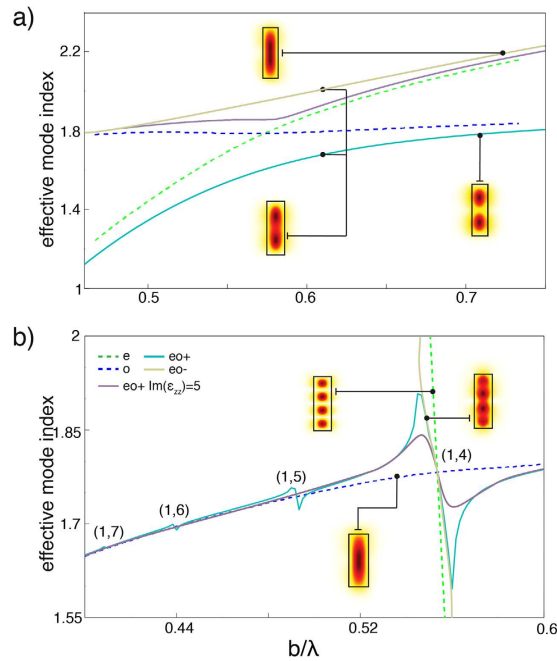 a)
2.2
1.8
1.4
1
effective mode index
0.5 0.6 0.7
b)
2
1.85
1.7
1.55
effective mode index
e eo+
o eo-
eo+ Im(εzz)=5
(1,4)
(1,5)
(1,6)
(1,7)
0.44 0.52 0.6
b/λ